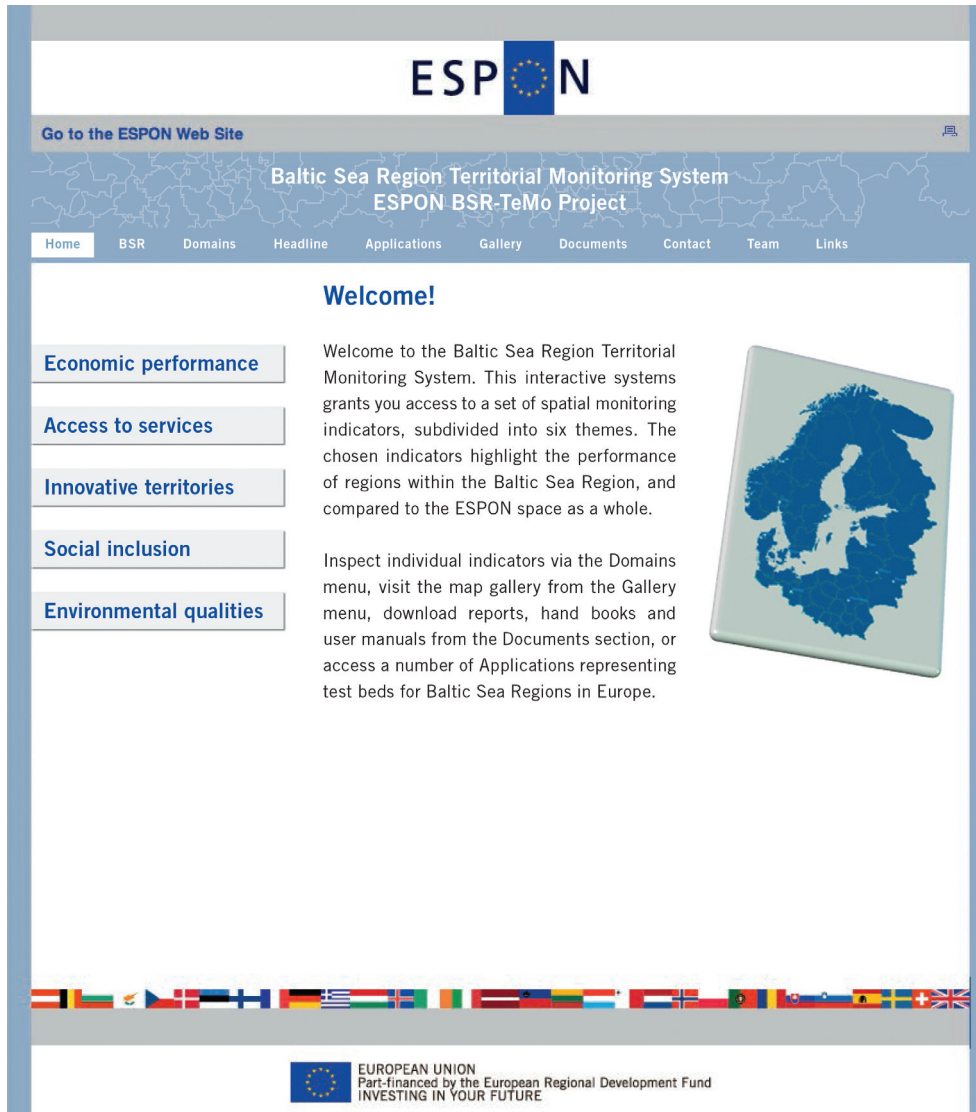 ESPON
Go to the ESPON Web Site
Baltic Sea Region Territorial Monitoring System
ESPON BSR-TeMo Project
Home BSR Domains Headline Applications Gallery Documents Contact Team Links
Welcome!
Economic performance
Access to services
Innovative territories
Social inclusion
Environmental qualities
Welcome to the Baltic Sea Region Territorial
Monitoring System. This interactive systems
grants you access to a set of spatial monitoring
indicators, subdivided into six themes. The
chosen indicators highlight the performance
of regions within the Baltic Sea Region, and
compared to the ESPON space as a whole.
Inspect individual indicators via the Domains
menu, visit the map gallery from the Gallery
menu, download reports, hand books and
user manuals from the Documents section, or
access a number of Applications representing
test beds for Baltic Sea Regions in Europe.
EUROPEAN UNION
Part-financed by the European Regional Development Fund
INVESTING IN YOUR FUTURE